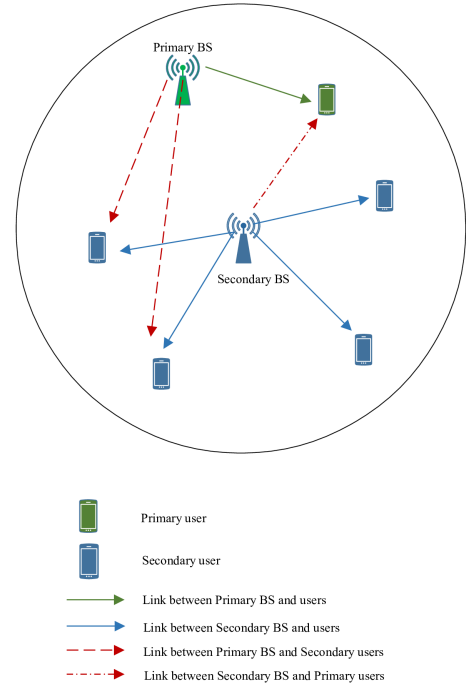 Primary BS
Secondary BS
Primary user
Secondary user
Link between Primary BS and users
Link between Secondary BS and users
Link between Primary BS and Secondary users
Link between Secondary BS and Primary users